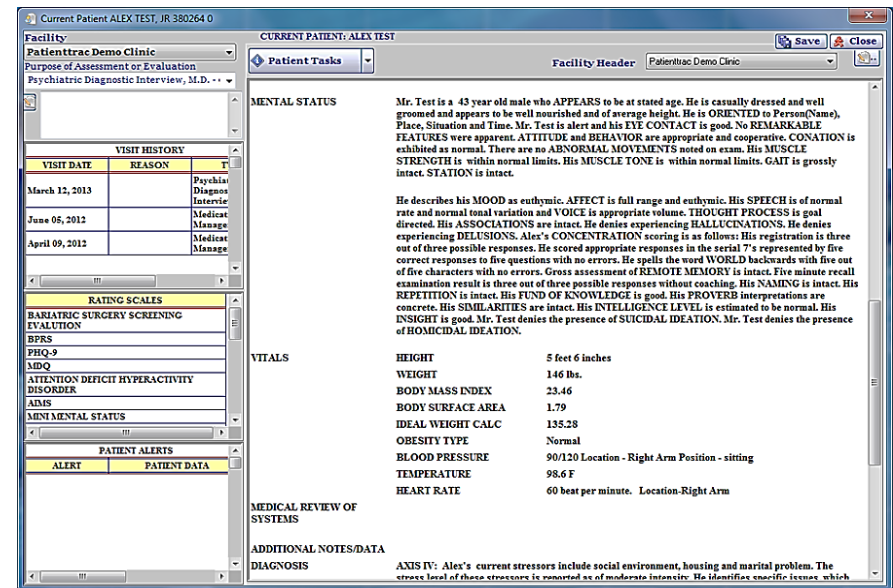 Current Patient ALEX TEST, JR 380264 0
Facility
Patienttrac Demo Clinic
Purpose of Assessment or Evaluation
Psychiatric Diagnostic Interview, M.D. - -
VISIT HISTORY
VISIT DATE REASON T
March 12, 2013 Psychiat
Diagnos
Intervie
June 05, 2012 Medicat
Manage
April 09, 2012 Medicat
Manage
RATING SCALES
BARIATRIC SURGERY SCREENING
EVALUTION
BPRS
PHQ-9
MDQ
ATTENTION DEFICIT HYPERACTIVITY
DISORDER
AIMS
MINI MENTAL STATUS
PATIENT ALERTS
ALERT PATIENT DATA
CURRENT PATIENT: ALEX TEST
Save Close
Patient Tasks Facility Header Patienttrac Demo Clinic
MENTAL STATUS
Mr. Test is a 43 year old male who APPEARS to be at stated age. He is casually dressed and well
groomed and appears to be well nourished and of average height. He is ORIENTED to Person(Name),
Place, Situation and Time. Mr. Test is alert and his EYE CONTACT is good. No REMARKABLE
FEATURES were apparent. ATTITUDE and BEHAVIOR are appropriate and cooperative. CONATION is
exhibited as normal. There are no ABNORMAL MOVEMENTS noted on exam. His MUSCLE
STRENGTH is within normal limits. His MUSCLE TONE is within normal limits. GAIT is grossly
intact. STATION is intact.
He describes his MOOD as euthymic. AFFECT is full range and euthymic. His SPEECH is of normal
rate and normal tonal variation and VOICE is appropriate volume. THOUGHT PROCESS is goal
directed. His ASSOCIATIONS are intact. He denies experiencing HALLUCINATIONS. He denies
experiencing DELUSIONS. Alex's CONCENTRATION scoring is as follows: His registration is three
out of three possible responses. He scored appropriate responses in the serial 7's represented by five
correct responses to five questions with no errors. He spells the word WORLD backwards with five out
of five characters with no errors. Gross assessment of REMOTE MEMORY is intact. Five minute recall
examination result is three out of three possible responses without coaching. His NAMING is intact. His
REPETITION is intact. His FUND OF KNOWLEDGE is good. His PROVERB interpretations are
concrete. His SIMILARITIES are intact. His INTELLIGENCE LEVEL is estimated to be normal. His
INSIGHT is good. Mr. Test denies the presence of SUICIDAL IDEATION. Mr. Test denies the presence
of HOMICIDAL IDEATION.
VITALS
HEIGHT 5 feet 6 inches
WEIGHT 146 lbs.
BODY MASS INDEX 23.46
BODY SURFACE AREA 1.79
IDEAL WEIGHT CALC 135.28
OBESITY TYPE Normal
BLOOD PRESSURE 90/120 Location - Right Arm Position - sitting
TEMPERATURE 98.6 F
HEART RATE 60 beat per minute. Location-Right Arm
MEDICAL REVIEW OF
SYSTEMS
ADDITIONAL NOTES/DATA
DIAGNOSIS
AXIS IV: Alex's current stressors include social environment, housing and marital problem. The
stress level of these stressors is reported as of moderate intensity. He identifies specific issues, which